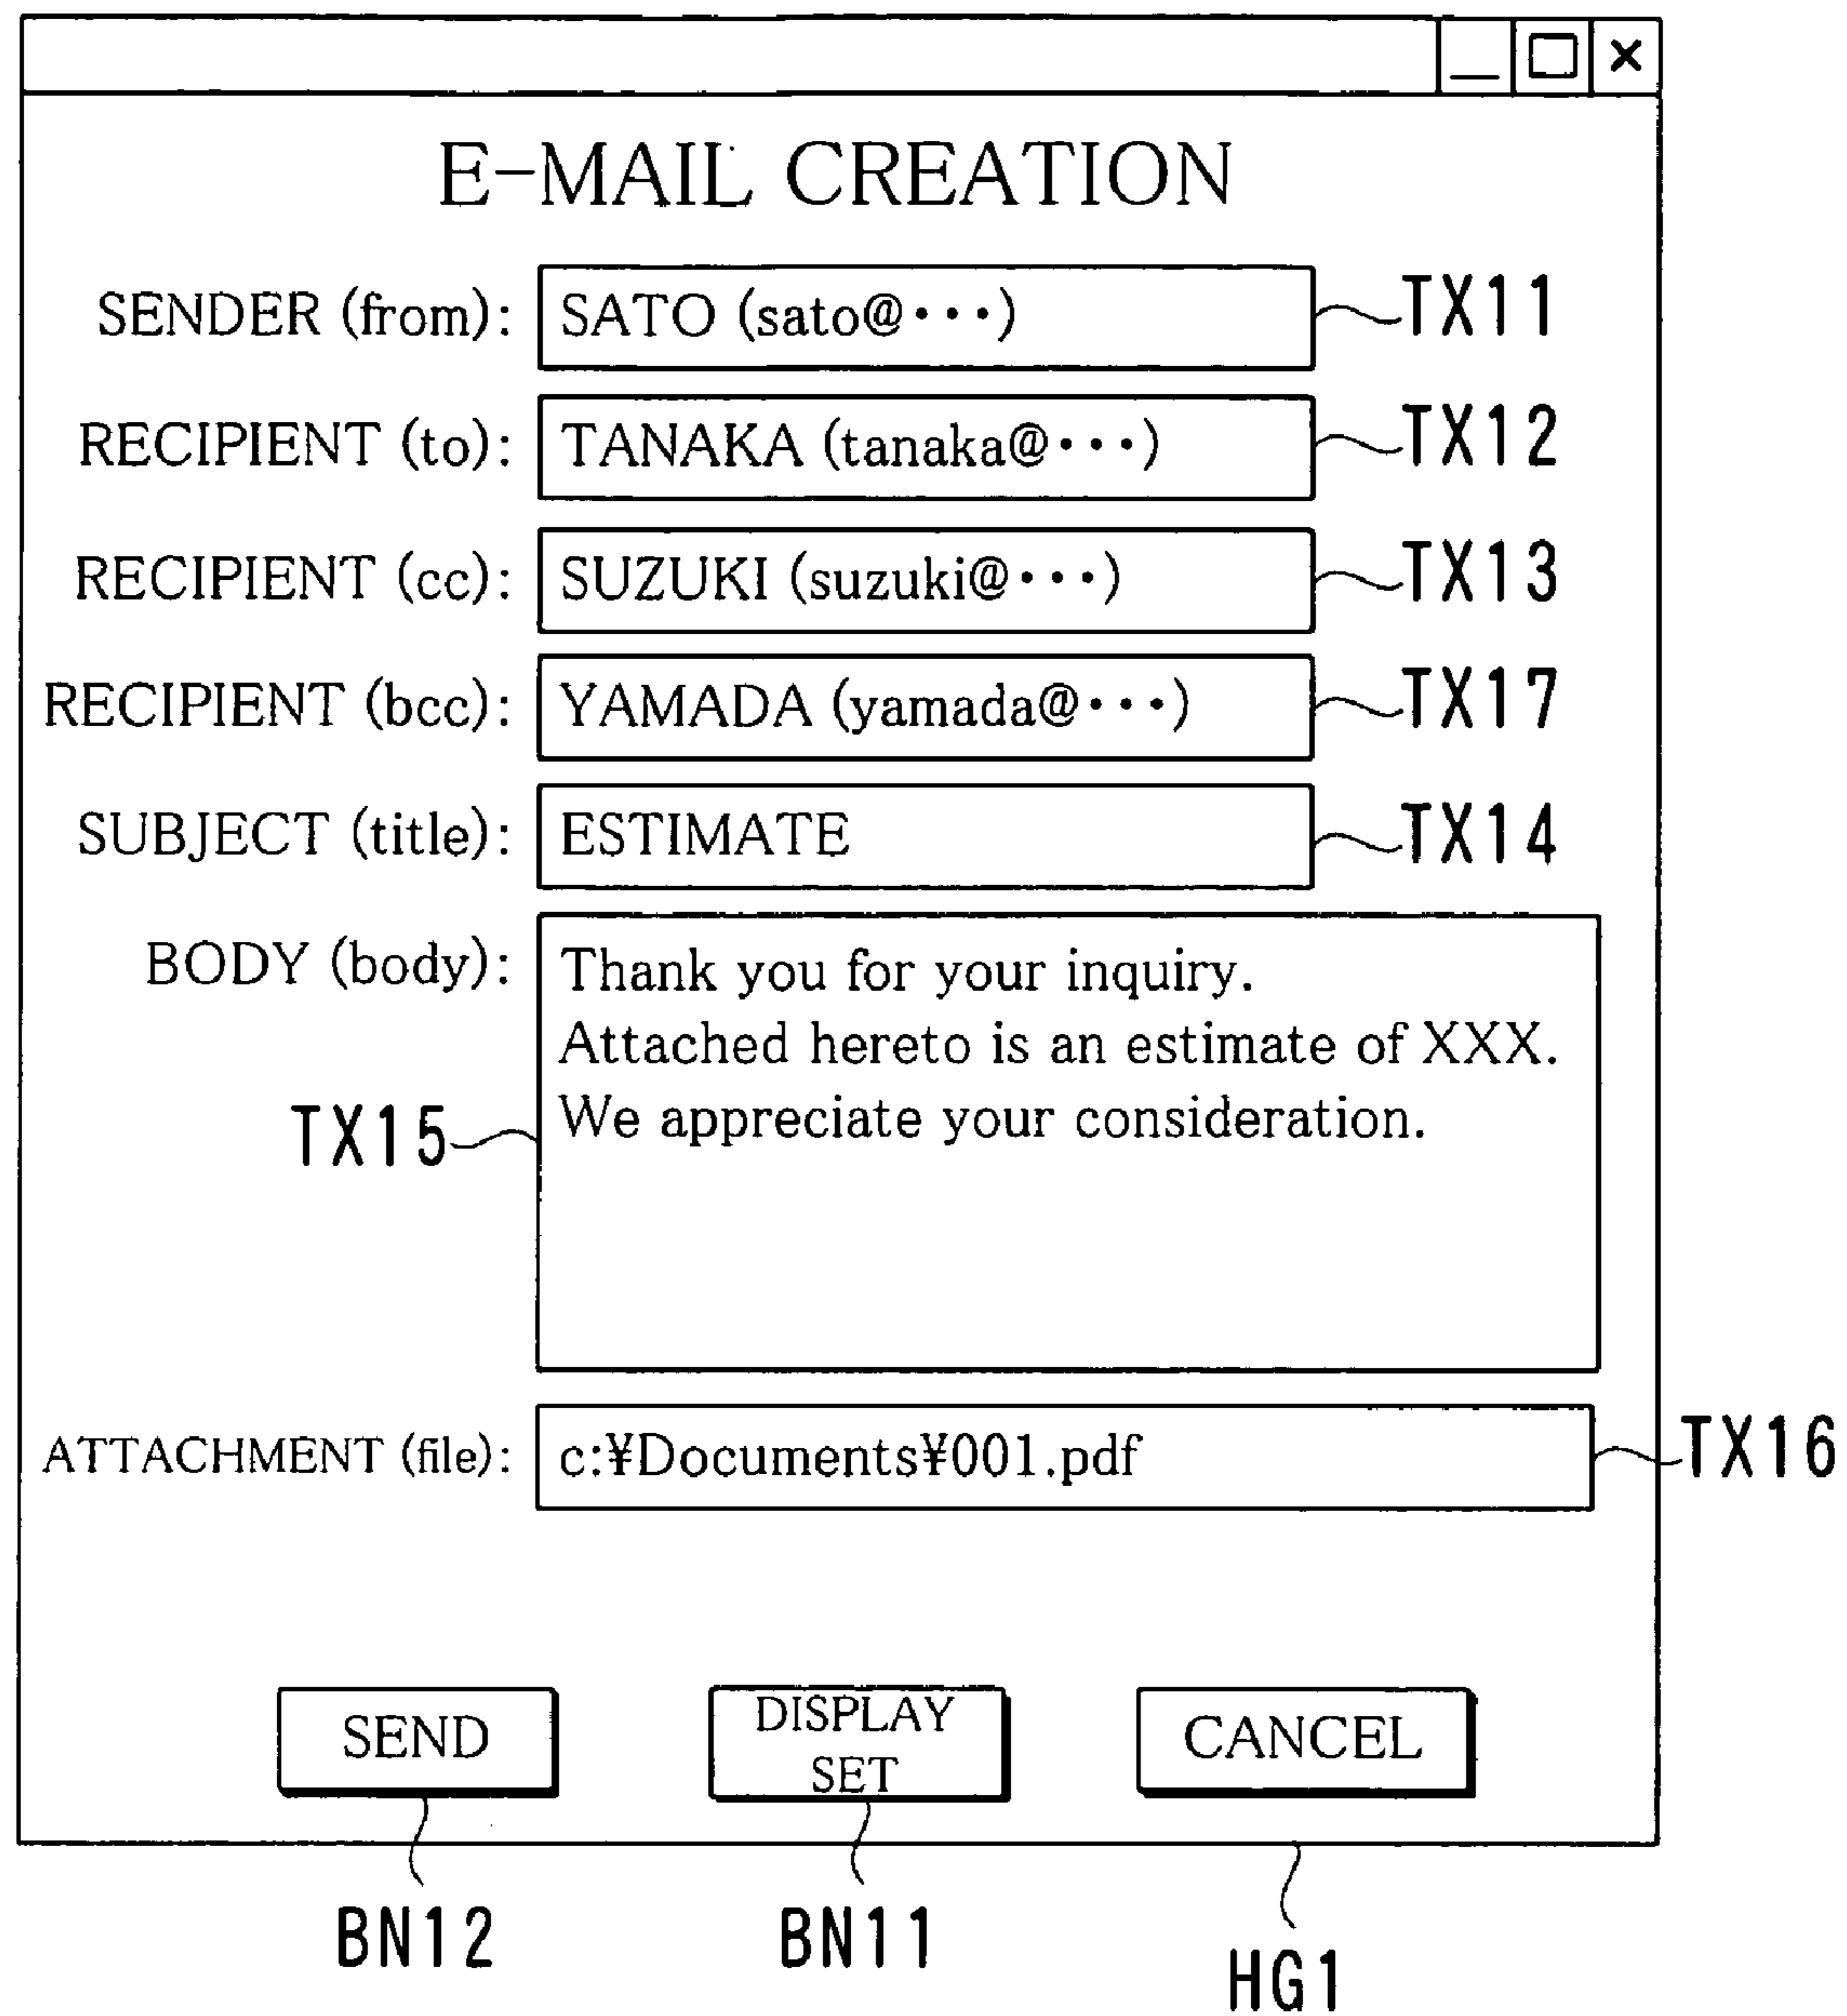 ×
E-MAIL CREATION
SENDER (from): SATO (sato@・・・) TX11
RECIPIENT (to): TANAKA (tanaka@・・・) TX12
RECIPIENT (cc): SUZUKI (suzuki@・・・) TX13
RECIPIENT (bcc): YAMADA (yamada@・・・) TX17
SUBJECT (title): ESTIMATE TX14
BODY (body): Thank you for your inquiry.
Attached hereto is an estimate of XXX.
TX15 We appreciate your consideration.
ATTACHMENT (file): c:¥Documents¥001.pdf TX16
SEND DISPLAY SET CANCEL
BN12 BN11 HG1